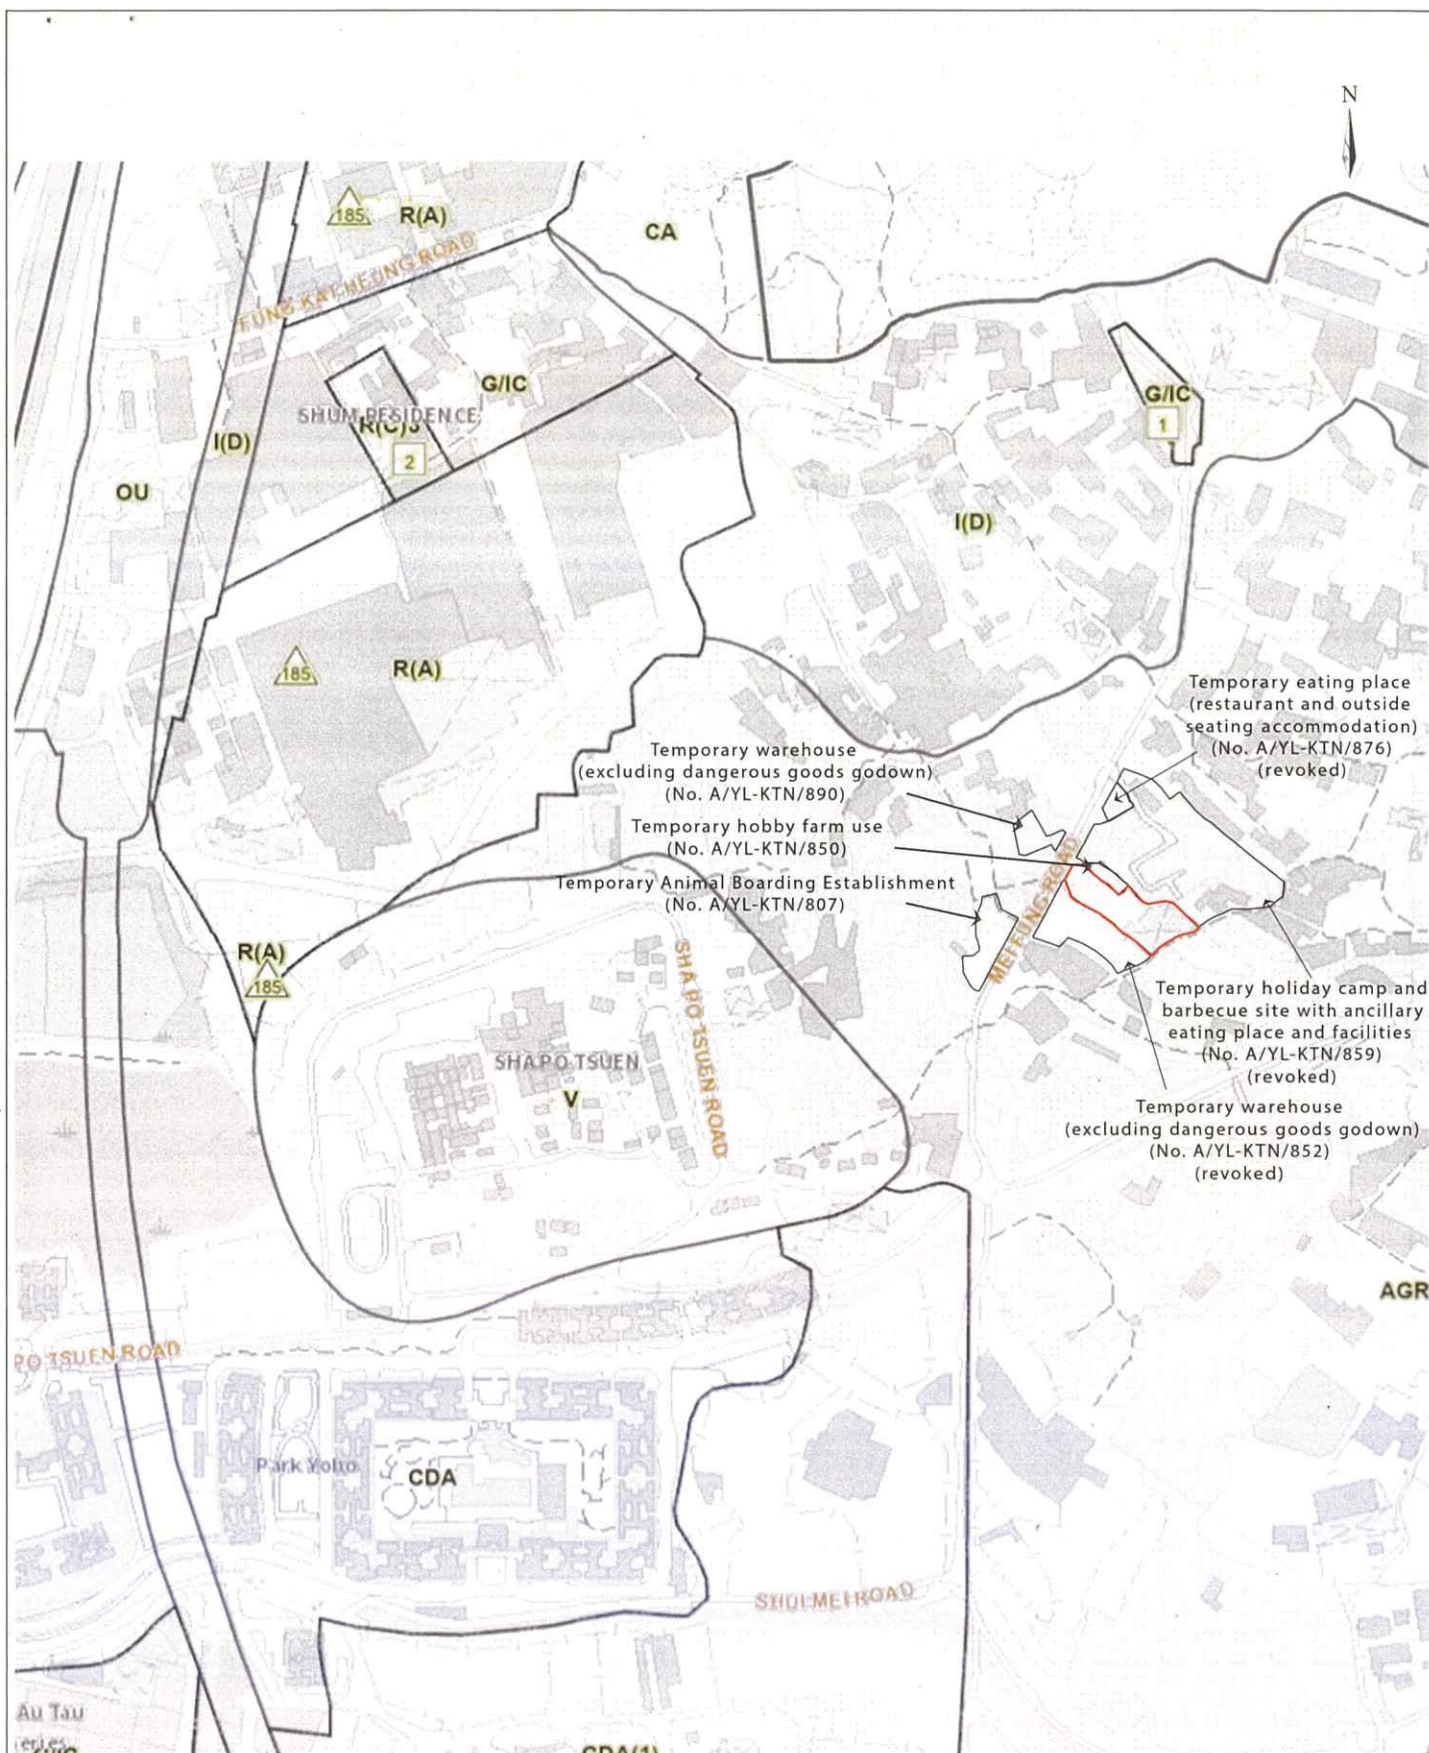 N
185
R(A)
CA
FUNG KAI HEUNG ROAD
G/IC
G/IC
1
SHUM RESIDENCE
R(C)3
2
I(D)
OU
I(D)
185
R(A)
Temporary eating place
(restaurant and outside
seating accommodation)
(No. A/YL-KTN/876)
(revoked)
Temporary warehouse
(excluding dangerous goods godown)
(No. A/YL-KTN/890)
Temporary hobby farm use
(No. A/YL-KTN/850)
Temporary Animal Boarding Establishment
(No. A/YL-KTN/807)
MEI FUNG ROAD
R(A)
185
SHA PO TSUEN ROAD
Temporary holiday camp and
barbecue site with ancillary
eating place and facilities
(No. A/YL-KTN/859)
(revoked)
SHA PO TSUEN
V
Temporary warehouse
(excluding dangerous goods godown)
(No. A/YL-KTN/852)
(revoked)
AGR
PO TSUEN ROAD
Park Yoho
CDA
SHUI MEI ROAD
Au Tau
CDA(1)